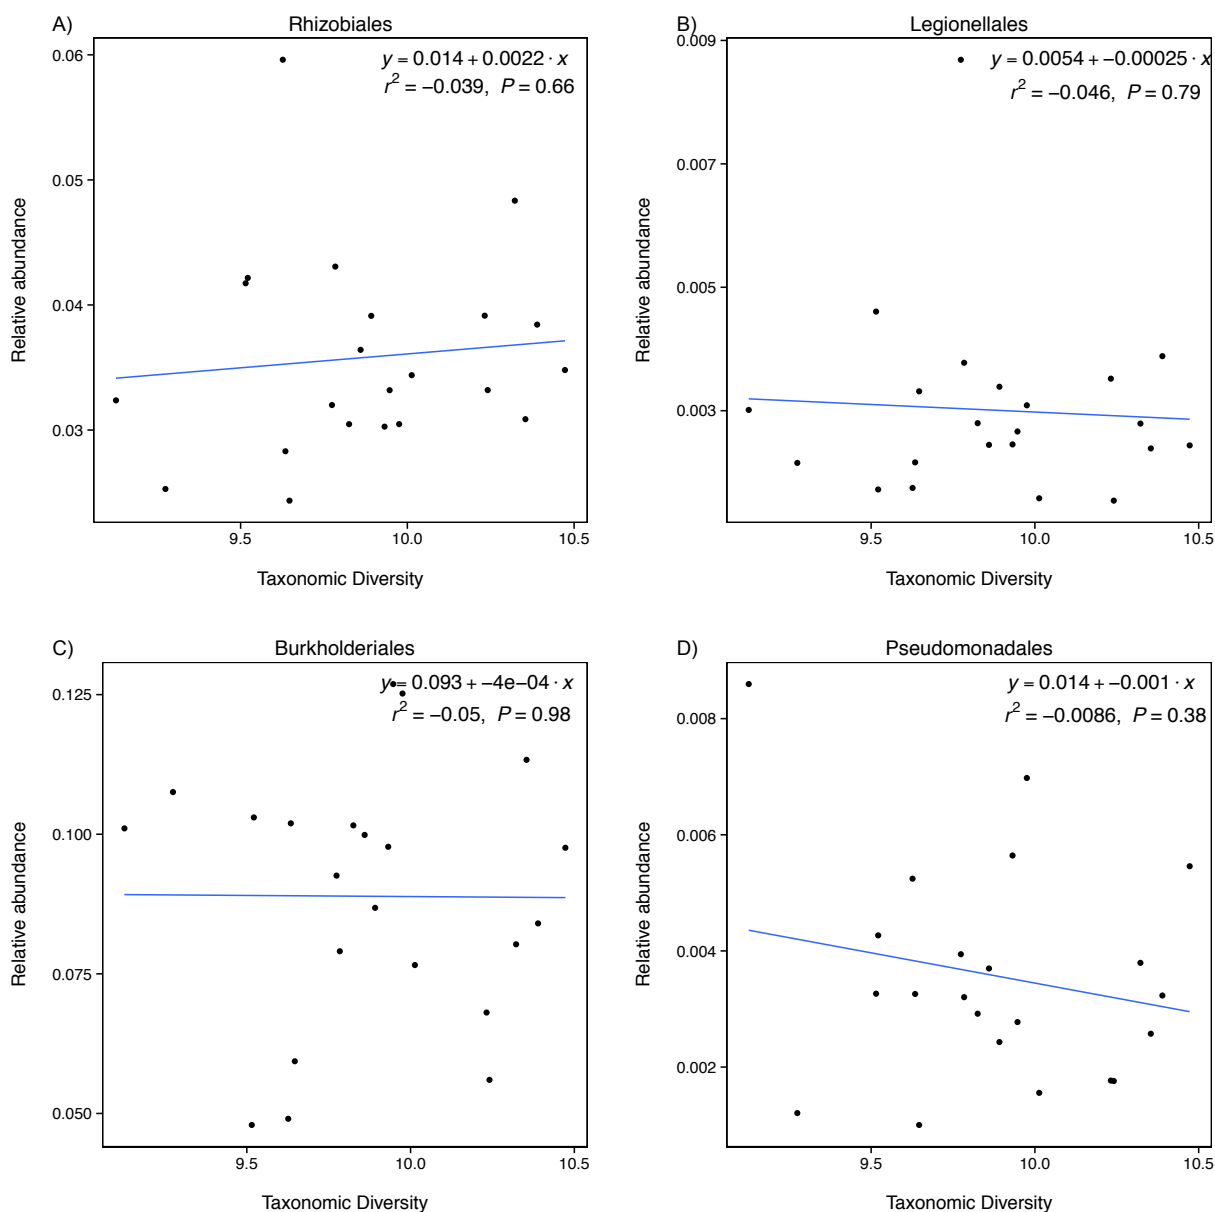 A) Rhizobiales
y = 0.014 + 0.0022 · x
r² = −0.039, P = 0.66
0.06
0.05
0.04
0.03
Relative abundance
9.5 10.0 10.5
Taxonomic Diversity
B) Legionellales
y = 0.0054 + −0.00025 · x
r² = −0.046, P = 0.79
0.009
0.007
0.005
0.003
Relative abundance
9.5 10.0 10.5
Taxonomic Diversity
C) Burkholderiales
y = 0.093 + −4e−04 · x
r² = −0.05, P = 0.98
0.125
0.100
0.075
0.050
Relative abundance
9.5 10.0 10.5
Taxonomic Diversity
D) Pseudomonadales
y = 0.014 + −0.001 · x
r² = −0.0086, P = 0.38
0.008
0.006
0.004
0.002
Relative abundance
9.5 10.0 10.5
Taxonomic Diversity